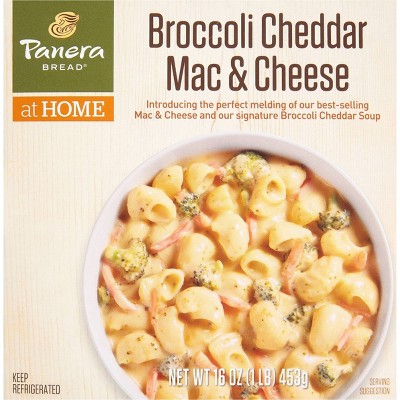 Panera
BREAD®
at HOME
Broccoli Cheddar
Mac & Cheese
Introducing the perfect melding of our best-selling
Mac & Cheese and our signature Broccoli Cheddar Soup
KEEP
REFRIGERATED
NET WT 16 OZ (1 LB) 453g
SERVING
SUGGESTION